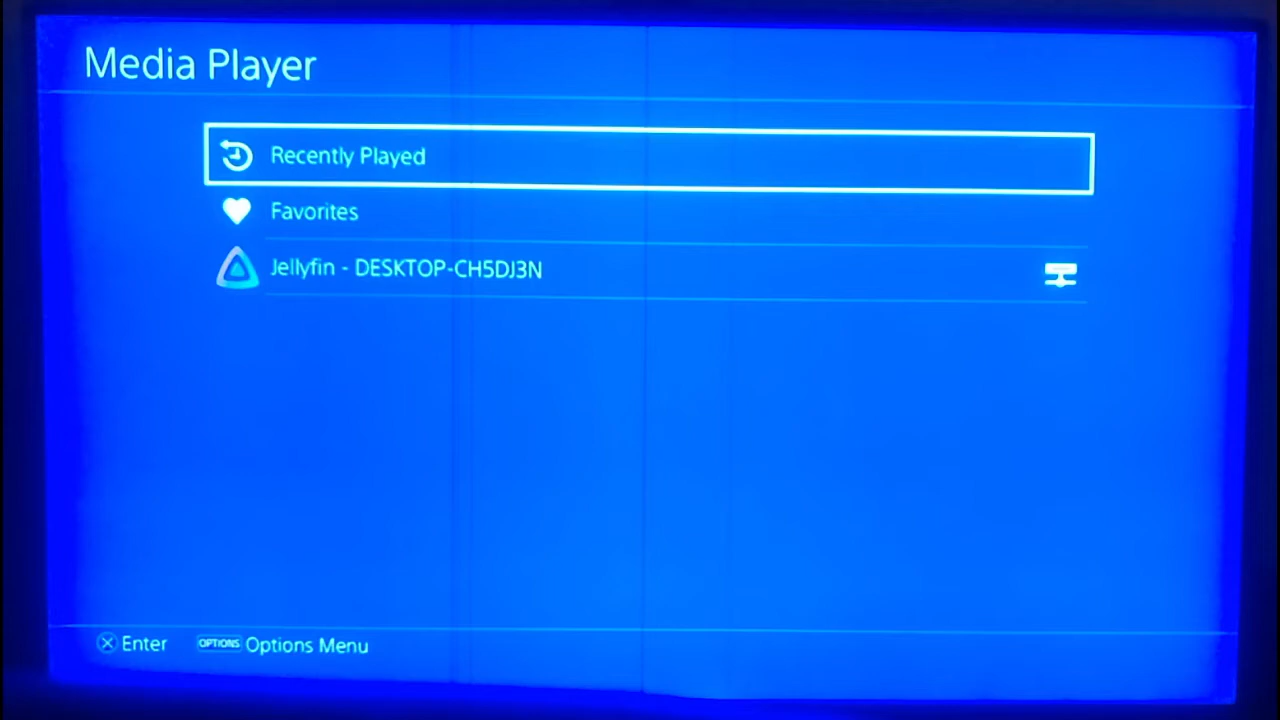 Media Player
Recently Played
Favorites
Jellyfin - DESKTOP-CH5DJ3N
Enter OPTIONS Options Menu